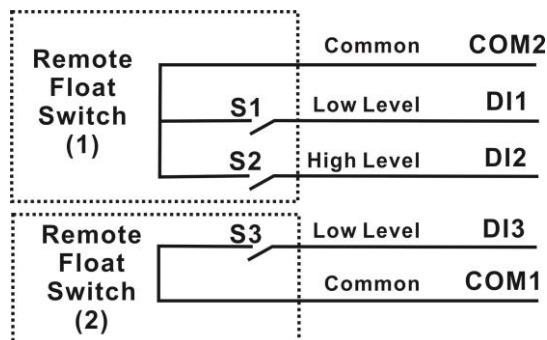 Remote
Float
Switch
(1)
Common COM2
S1 Low Level DI1
S2 High Level DI2
Remote
Float
Switch
(2)
S3 Low Level DI3
Common COM1